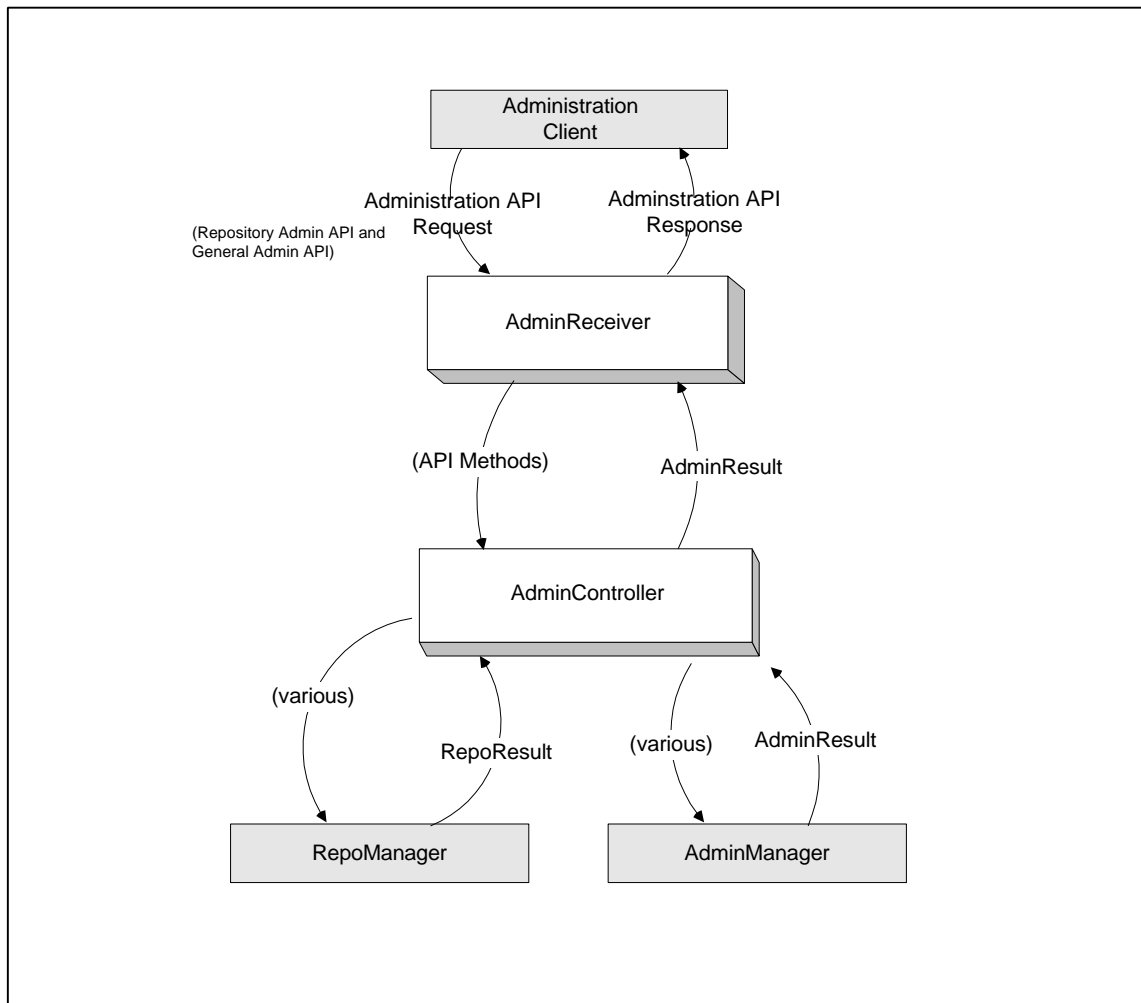 Administration
Client
Administration API
Request
Adminstration API
Response
(Repository Admin API and
General Admin API)
AdminReceiver
(API Methods)
AdminResult
AdminController
(various)
RepoResult
(various)
AdminResult
RepoManager
AdminManager